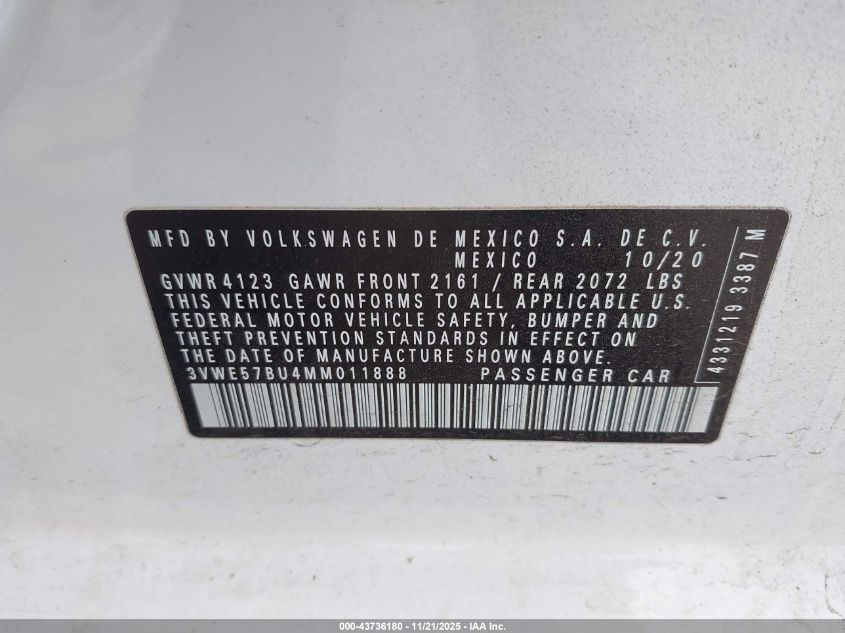 MFD BY VOLKSWAGEN DE MEXICO S.A. DE C.V.
MEXICO 10/20
GVWR 4123 GAWR FRONT 2161 / REAR 2072 LBS
THIS VEHICLE CONFORMS TO ALL APPLICABLE U.S.
FEDERAL MOTOR VEHICLE SAFETY, BUMPER AND
THEFT PREVENTION STANDARDS IN EFFECT ON
THE DATE OF MANUFACTURE SHOWN ABOVE.
3VWE57BU4MM011888 PASSENGER CAR
4331219 3387 M
000-43736180 - 11/21/2025 - IAA Inc.